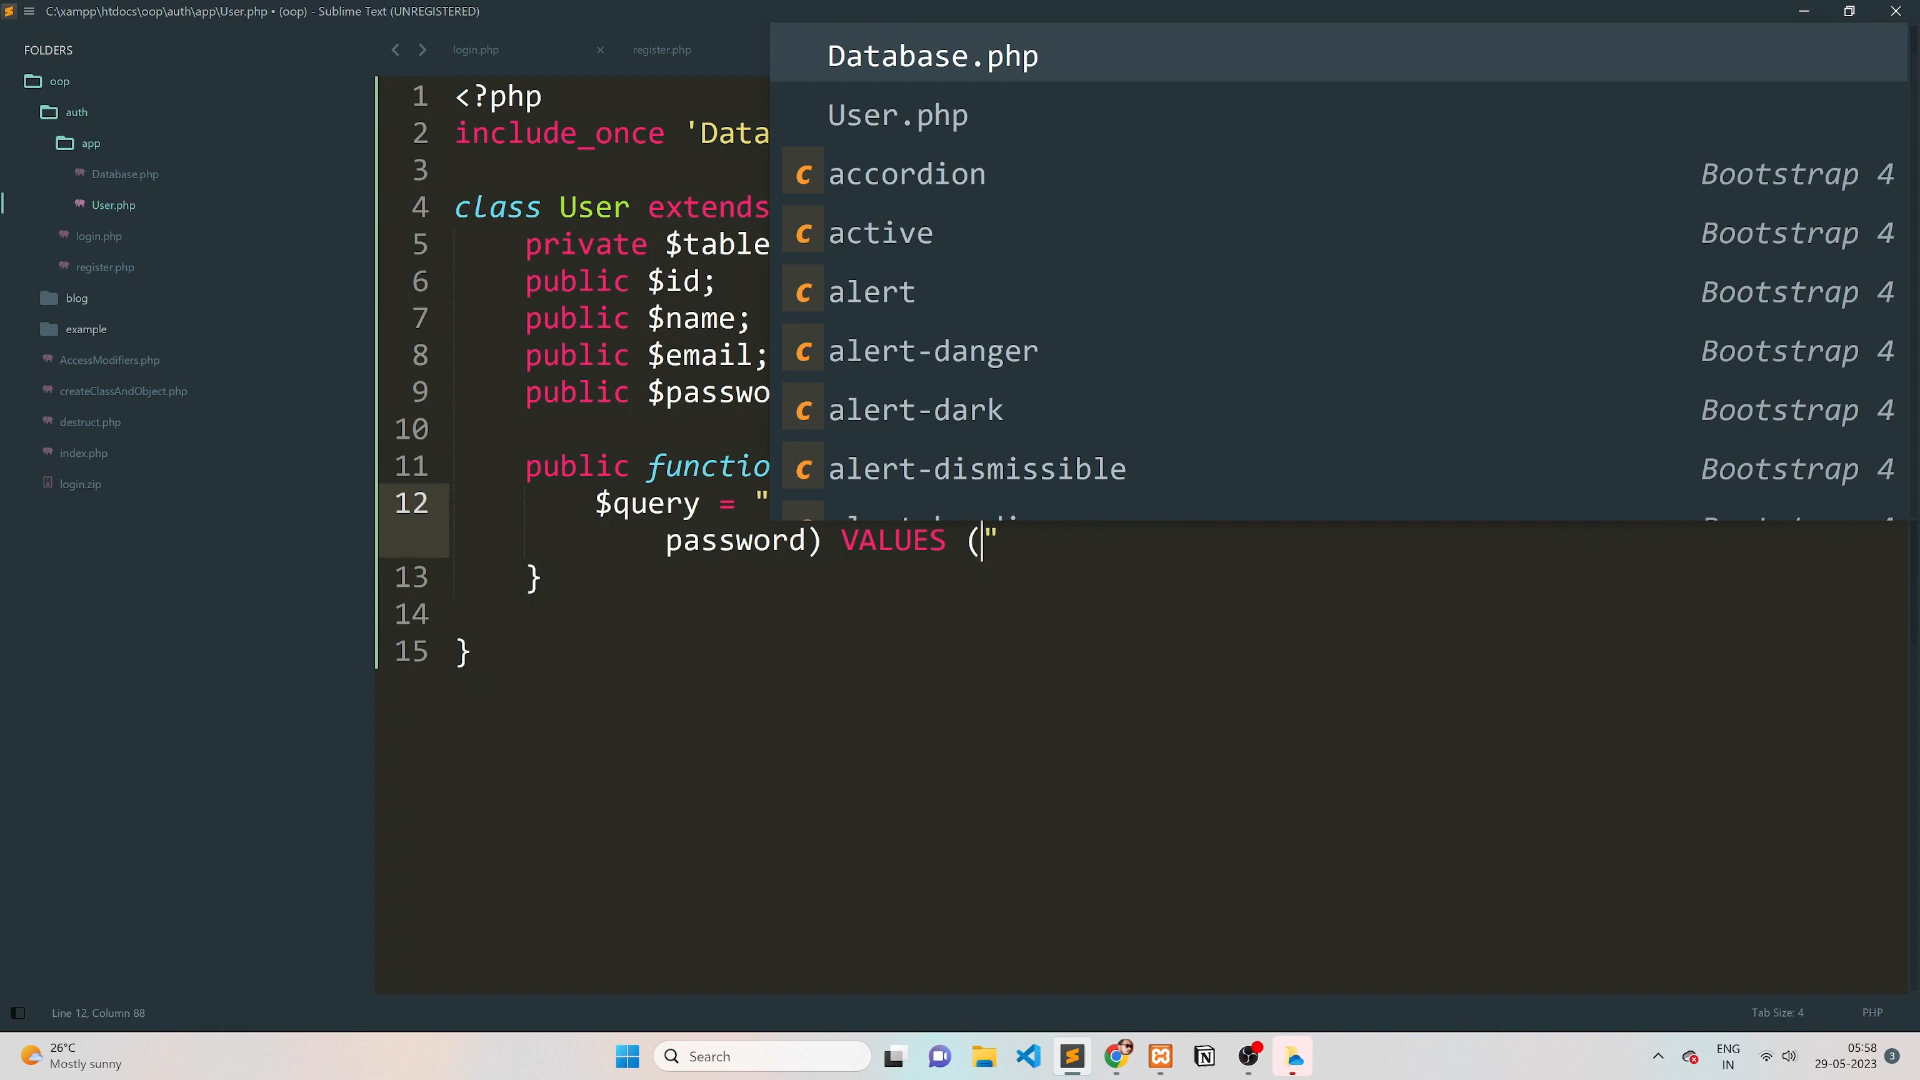 C:\xampp\htdocs\oop\auth\app\User.php • (oop) - Sublime Text (UNREGISTERED)
FOLDERS
oop
auth
app
Database.php
User.php
login.php
register.php
blog
example
AccessModifiers.php
createClassAndObject.php
destruct.php
index.php
login.zip
login.php
register.php
1 <?php
2 include_once 'Data
3
4 class User extends
5 private $table
6 public $id;
7 public $name;
8 public $email;
9 public $passwo
10
11 public functio
12 $query = "
password) VALUES ("
13 }
14
15 }
Database.php
User.php
c accordion Bootstrap 4
c active Bootstrap 4
c alert Bootstrap 4
c alert-danger Bootstrap 4
c alert-dark Bootstrap 4
c alert-dismissible Bootstrap 4
Line 12, Column 88
Tab Size: 4
PHP
26°C
Mostly sunny
Search
ENG
IN
05:58
29-05-2023
3